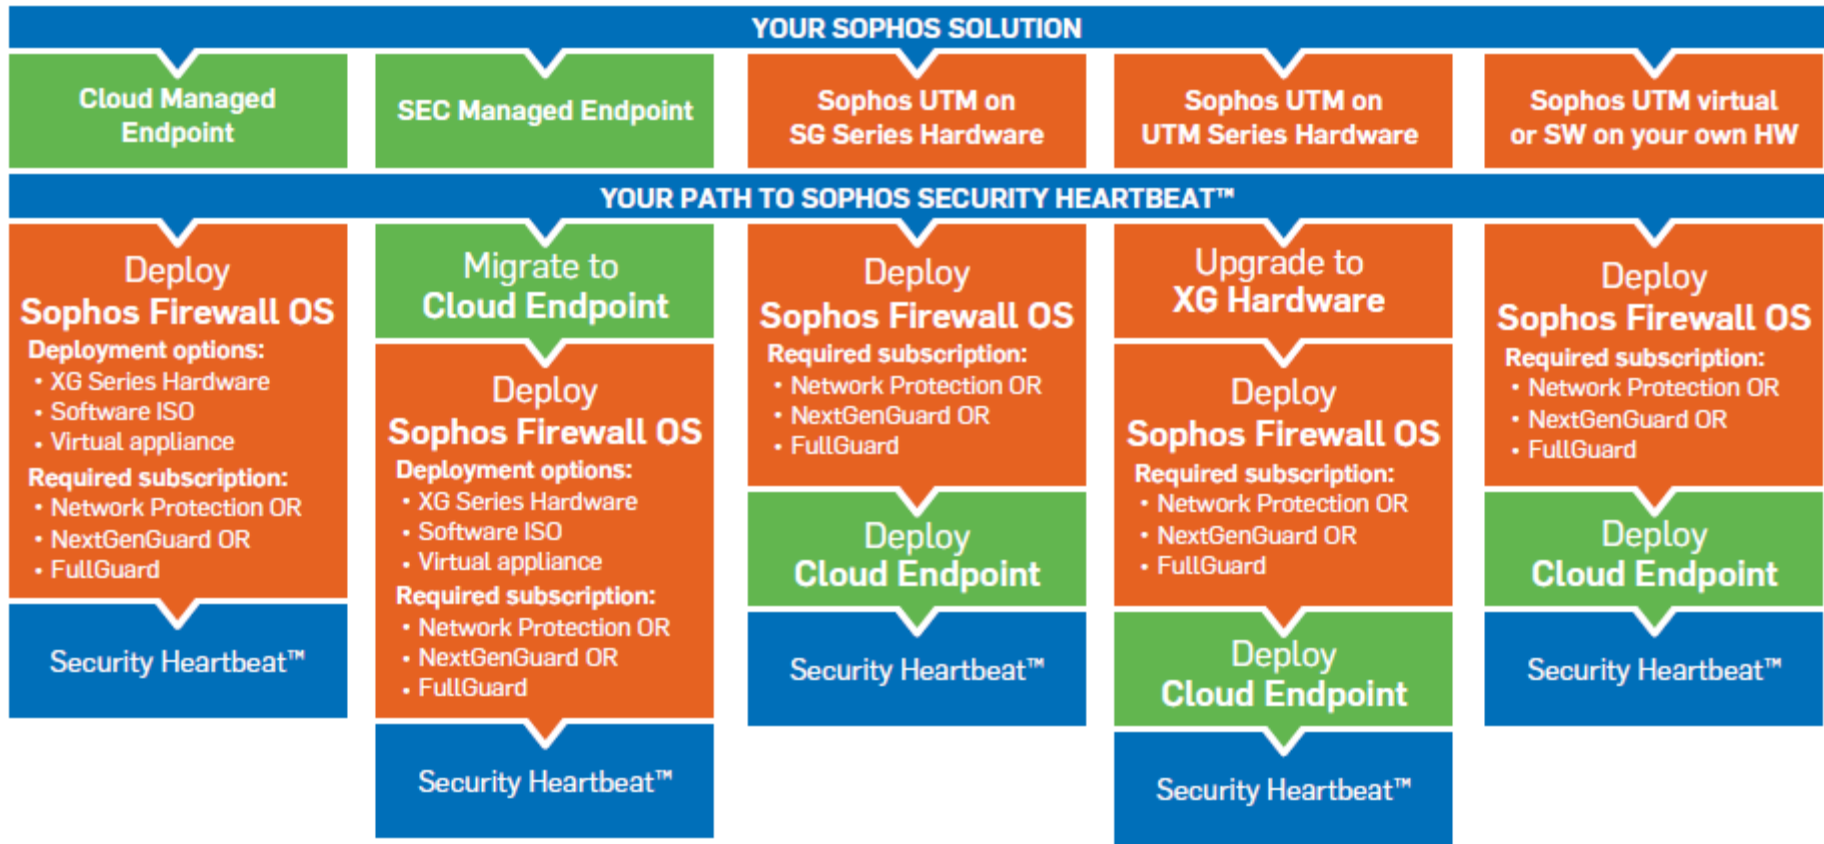 YOUR SOPHOS SOLUTION
Cloud Managed
Endpoint
SEC Managed Endpoint
Sophos UTM on
SG Series Hardware
Sophos UTM on
UTM Series Hardware
Sophos UTM virtual
or SW on your own HW
YOUR PATH TO SOPHOS SECURITY HEARTBEAT™
Deploy
Sophos Firewall OS
Deployment options:
• XG Series Hardware
• Software ISO
• Virtual appliance
Required subscription:
• Network Protection OR
• NextGenGuard OR
• FullGuard
Security Heartbeat™
Migrate to
Cloud Endpoint
Deploy
Sophos Firewall OS
Deployment options:
• XG Series Hardware
• Software ISO
• Virtual appliance
Required subscription:
• Network Protection OR
• NextGenGuard OR
• FullGuard
Security Heartbeat™
Deploy
Sophos Firewall OS
Required subscription:
• Network Protection OR
• NextGenGuard OR
• FullGuard
Deploy
Cloud Endpoint
Security Heartbeat™
Upgrade to
XG Hardware
Deploy
Sophos Firewall OS
Required subscription:
• Network Protection OR
• NextGenGuard OR
• FullGuard
Deploy
Cloud Endpoint
Security Heartbeat™
Deploy
Sophos Firewall OS
Required subscription:
• Network Protection OR
• NextGenGuard OR
• FullGuard
Deploy
Cloud Endpoint
Security Heartbeat™